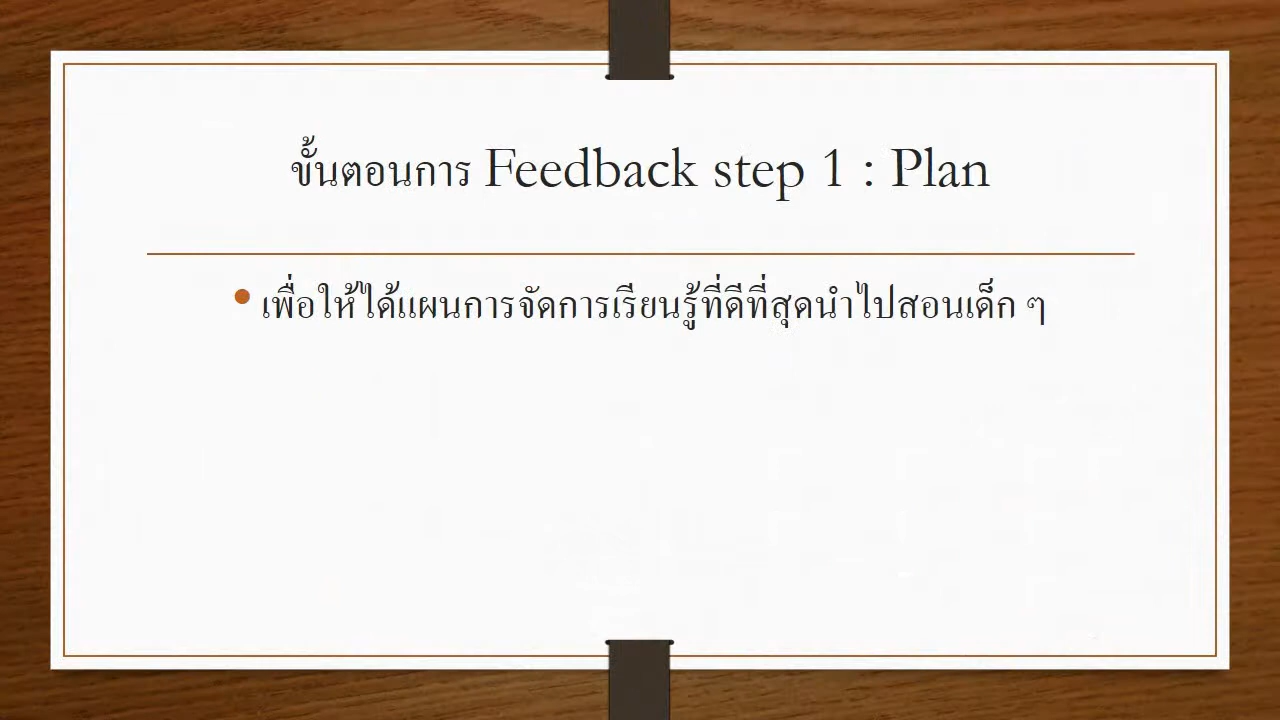 ขั้นตอนการ Feedback step 1 : Plan
เพื่อให้ได้แผนการจัดการเรียนรู้ที่ดีที่สุดนำไปสอนเด็ก ๆ